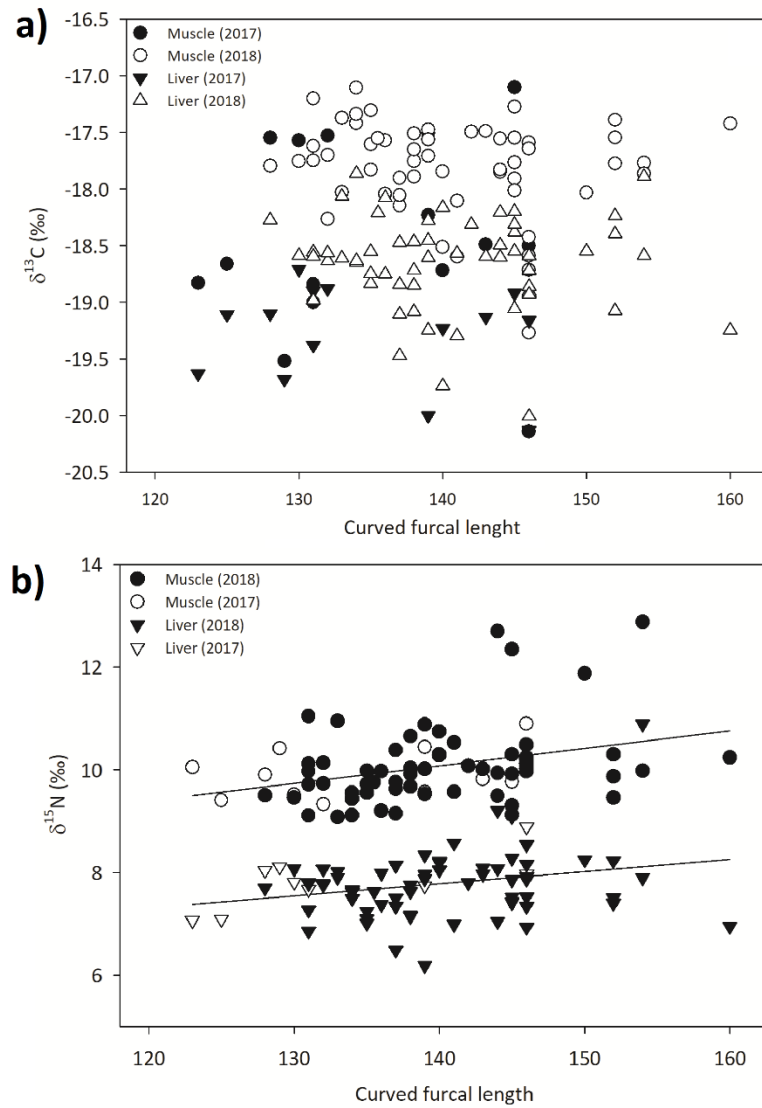 a)
-16.5
-17.0
-17.5
-18.0
-18.5
-19.0
-19.5
-20.0
-20.5
δ13C (‰)
Muscle (2017)
Muscle (2018)
Liver (2017)
Liver (2018)
120 130 140 150 160
Curved furcal lenght
b)
14
12
10
8
6
δ15N (‰)
Muscle (2018)
Muscle (2017)
Liver (2018)
Liver (2017)
120 130 140 150 160
Curved furcal length